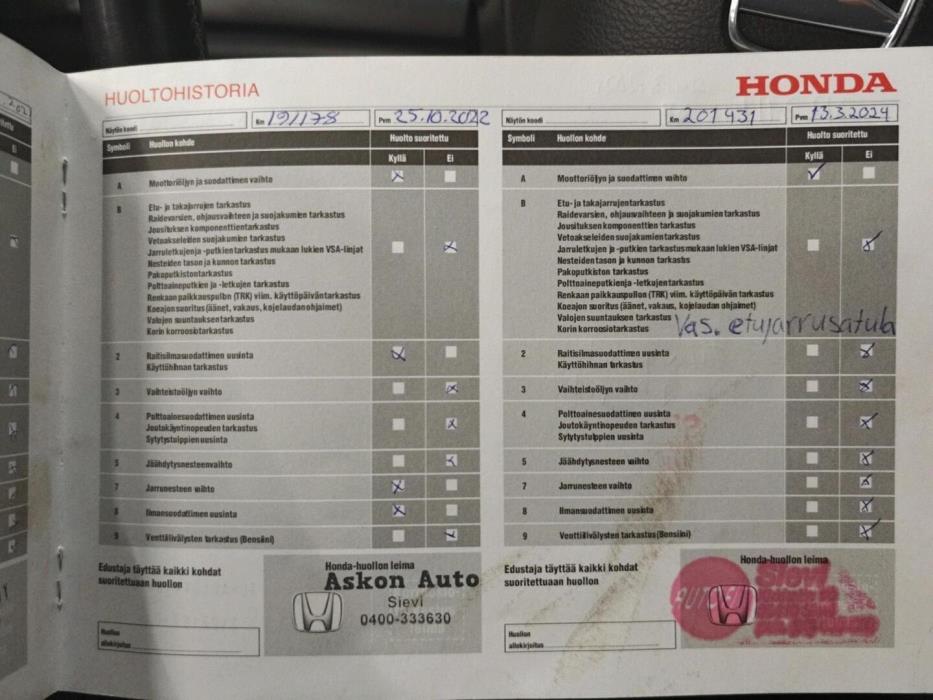 HUOLTOHISTORIA
HONDA
Näytön koodi
Km 191178
Pvm 25.10.2022
Symboli
Huollon kohde
Huolto suoritettu
Kyllä
Ei
A
Moottoriöljyn ja suodattimen vaihto
B
Etu- ja takajarrujen tarkastus
Raidevarsien, ohjausvaihteen ja suojakumien tarkastus
Jousituksen komponenttien tarkastus
Vetoakseleiden suojakumien tarkastus
Jarruletkujen ja -putkien tarkastus mukaan lukien VSA-linjat
Nesteiden tason ja kunnon tarkastus
Pakoputkiston tarkastus
Polttoaineputkien ja -letkujen tarkastus
Renkaan paikkauspullon (TRK) viim. käyttöpäivän tarkastus
Koeajon suoritus (äänet, vakaus, kojelaudan ohjaimet)
Valojen suuntauksen tarkastus
Korin korroosiotarkastus
2
Raitisilmasuodattimen uusinta
Käyttöhihnan tarkastus
3
Vaihteistoöljyn vaihto
4
Polttoainesuodattimen uusinta
Joutokäyntinopeuden tarkastus
Sytytystulppien uusinta
5
Jäähdytysnesteen vaihto
7
Jarrunesteen vaihto
8
Ilmansuodattimen uusinta
9
Venttiilivälysten tarkastus (Bensiini)
Edustaja täyttää kaikki kohdat
suoritettuaan huollon
Honda-huollon leima
Askon Auto
Sievi
0400-333630
Huollon
allekirjoitus
Näytön koodi
Km 201 431
Pvm 13.3.2024
Symboli
Huollon kohde
Huolto suoritettu
Kyllä
Ei
A
Moottoriöljyn ja suodattimen vaihto
B
Etu- ja takajarrujen tarkastus
Raidevarsien, ohjausvaihteen ja suojakumien tarkastus
Jousituksen komponenttien tarkastus
Vetoakseleiden suojakumien tarkastus
Jarruletkujen ja -putkien tarkastus mukaan lukien VSA-linjat
Nesteiden tason ja kunnon tarkastus
Pakoputkiston tarkastus
Polttoaineputkien ja -letkujen tarkastus
Renkaan paikkauspullon (TRK) viim. käyttöpäivän tarkastus
Koeajon suoritus (äänet, vakaus, kojelaudan ohjaimet)
Valojen suuntauksen tarkastus
Korin korroosiotarkastus
Vas. etujarrusatula
2
Raitisilmasuodattimen uusinta
Käyttöhihnan tarkastus
3
Vaihteistoöljyn vaihto
4
Polttoainesuodattimen uusinta
Joutokäyntinopeuden tarkastus
Sytytystulppien uusinta
5
Jäähdytysnesteen vaihto
7
Jarrunesteen vaihto
8
Ilmansuodattimen uusinta
9
Venttiilivälysten tarkastus (Bensiini)
Edustaja täyttää kaikki kohdat
suoritettuaan huollon
Honda-huollon leima
Sievi
Huollon
allekirjoitus